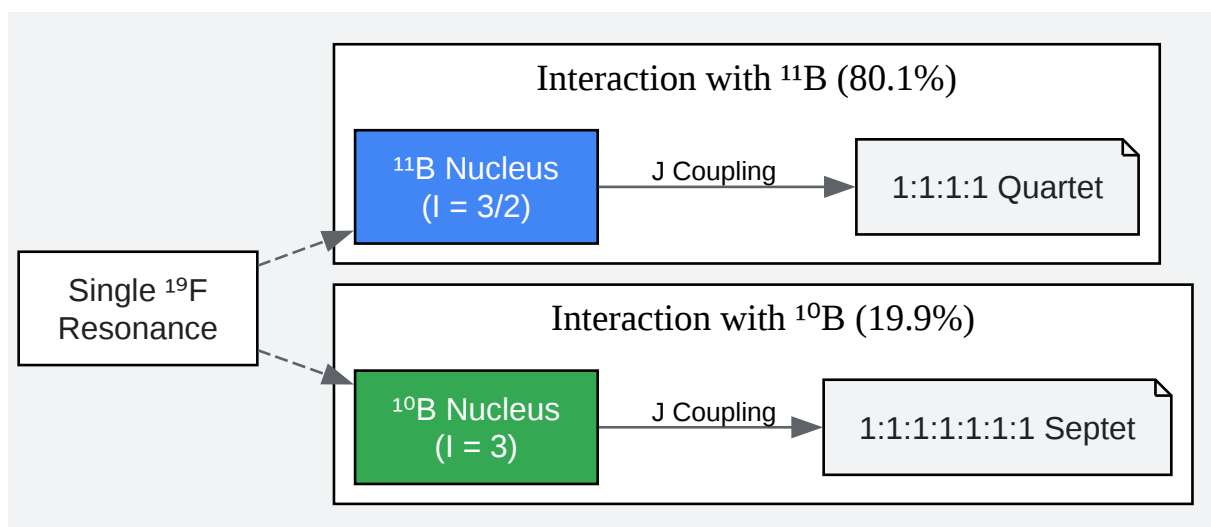 Interaction with ¹¹B (80.1%)
¹¹B Nucleus
(I = 3/2)
J Coupling
1:1:1:1 Quartet
Single ¹⁹F
Resonance
Interaction with ¹⁰B (19.9%)
¹⁰B Nucleus
(I = 3)
J Coupling
1:1:1:1:1:1:1 Septet